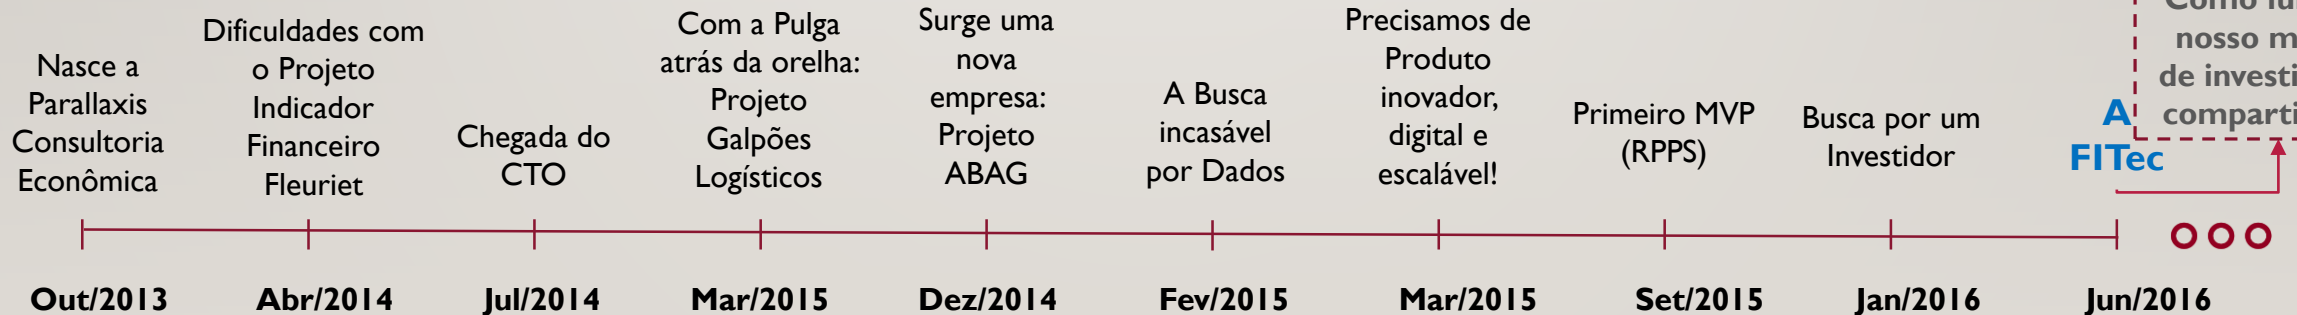 Nasce a
Parallaxis
Consultoria
Econômica
Dificuldades com
o Projeto
Indicador
Financeiro
Fleuriet
Chegada do
CTO
Com a Pulga
atrás da orelha:
Projeto
Galpões
Logísticos
Surge uma
nova
empresa:
Projeto
ABAG
A Busca
incasável
por Dados
Precisamos de
Produto
inovador,
digital e
escalável!
Primeiro MVP
(RPPS)
Busca por um
Investidor
A
FITec
Como
nosso
de
Out/2013
Abr/2014
Jul/2014
Mar/2015
Dez/2014
Fev/2015
Mar/2015
Set/2015
Jan/2016
Jun/2016